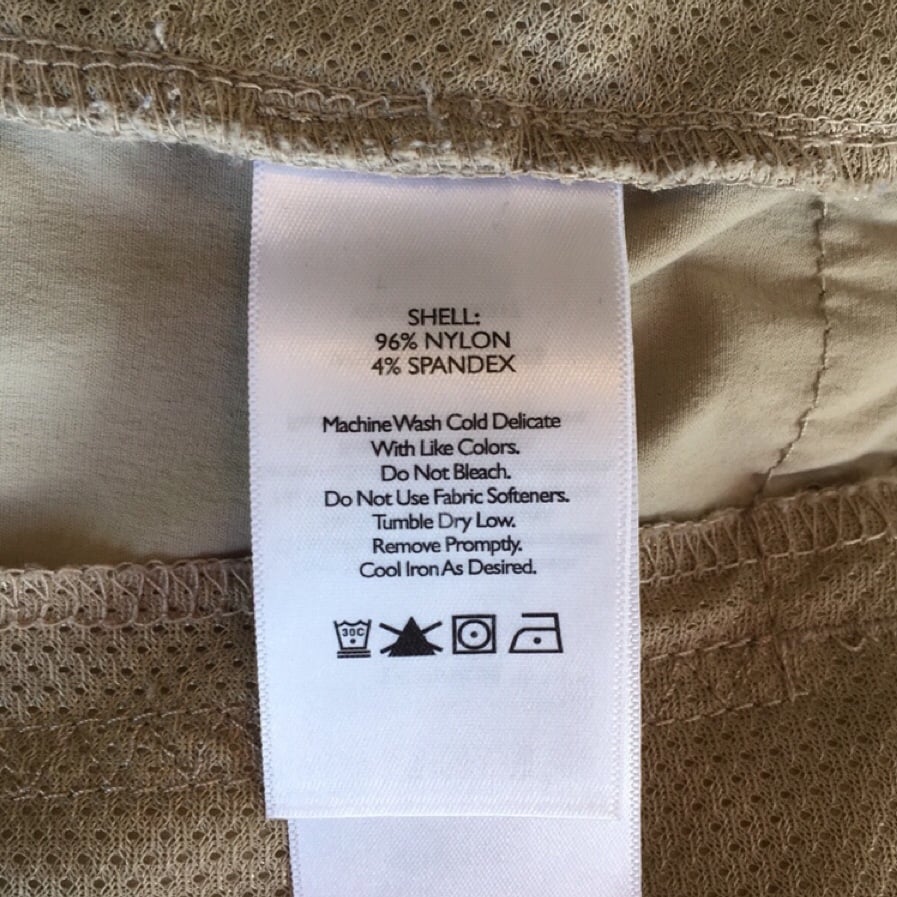 SHELL:
96% NYLON
4% SPANDEX
Machine Wash Cold Delicate
With Like Colors.
Do Not Bleach.
Do Not Use Fabric Softeners.
Tumble Dry Low.
Remove Promptly.
Cool Iron As Desired.
30C